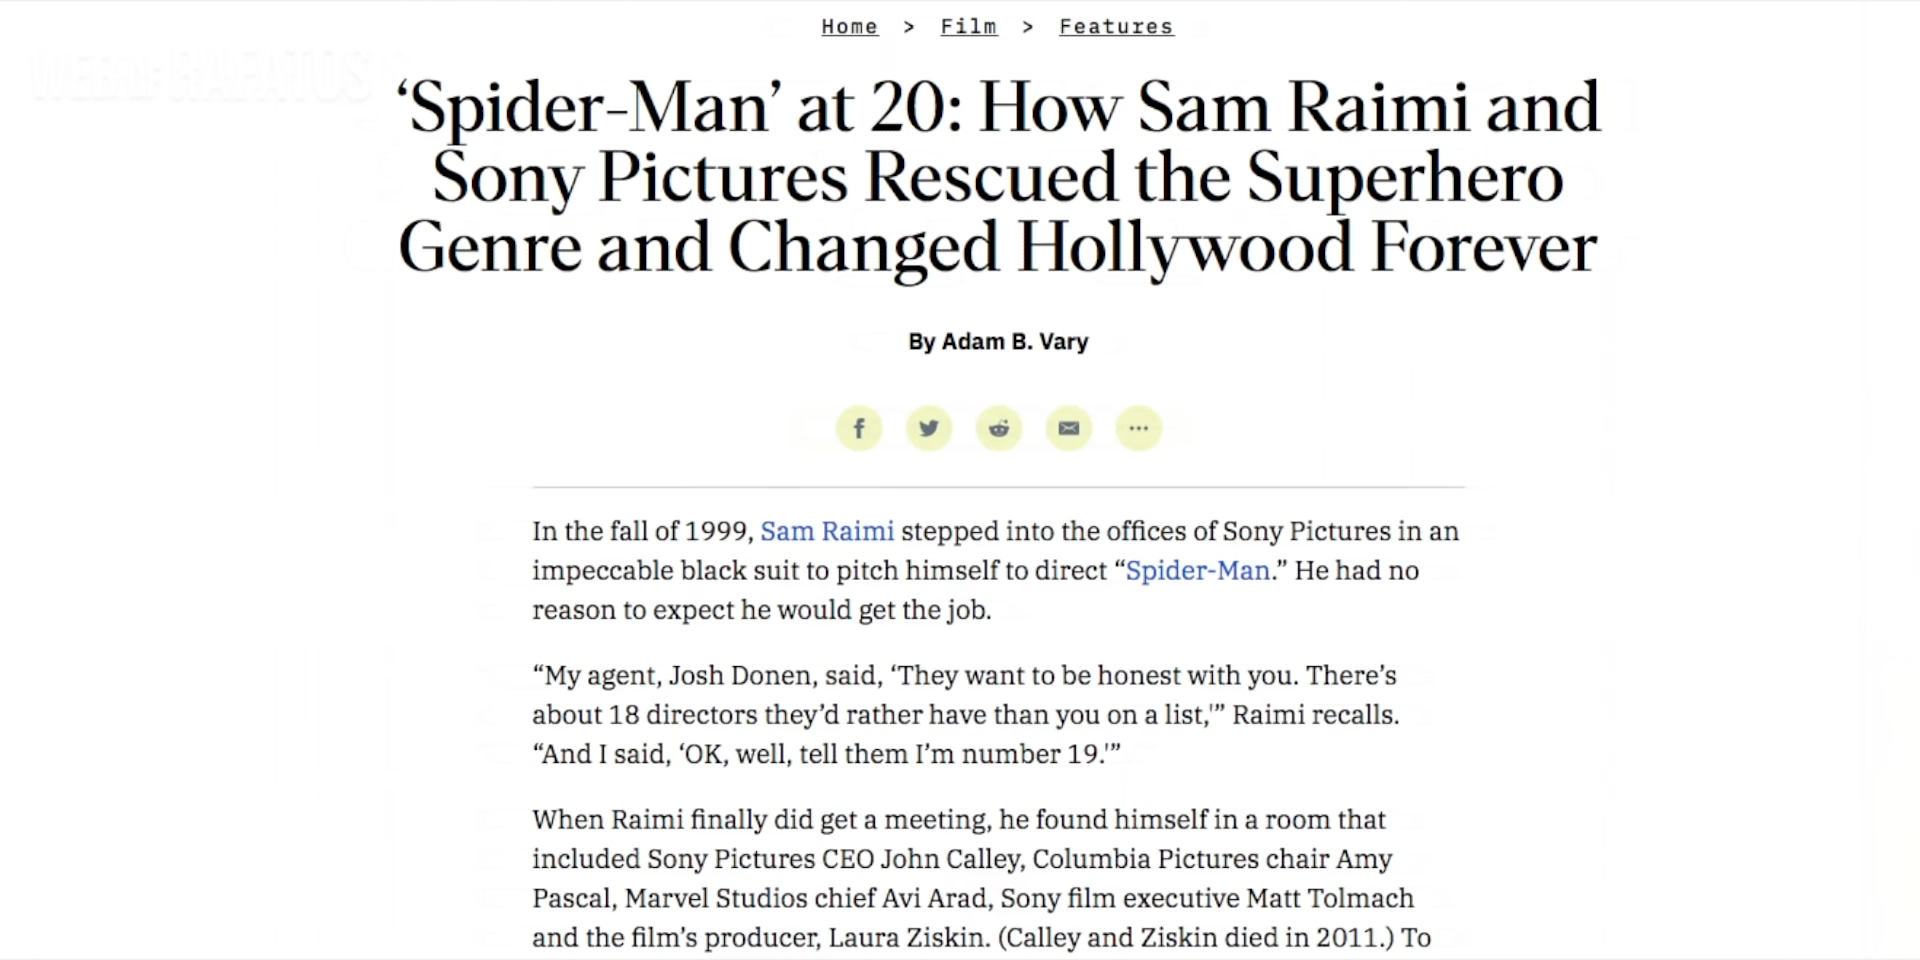 Home > Film > Features
‘Spider-Man’ at 20: How Sam Raimi and
Sony Pictures Rescued the Superhero
Genre and Changed Hollywood Forever
By Adam B. Vary
In the fall of 1999, Sam Raimi stepped into the offices of Sony Pictures in an
impeccable black suit to pitch himself to direct “Spider-Man.” He had no
reason to expect he would get the job.
“My agent, Josh Donen, said, ‘They want to be honest with you. There’s
about 18 directors they’d rather have than you on a list,'” Raimi recalls.
“And I said, ‘OK, well, tell them I’m number 19.'”
When Raimi finally did get a meeting, he found himself in a room that
included Sony Pictures CEO John Calley, Columbia Pictures chair Amy
Pascal, Marvel Studios chief Avi Arad, Sony film executive Matt Tolmach
and the film’s producer, Laura Ziskin. (Calley and Ziskin died in 2011.) To